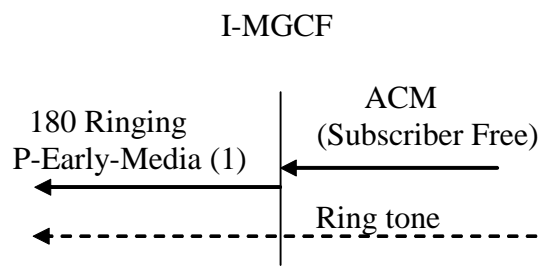 I-MGCF
ACM
(Subscriber Free)
180 Ringing
P-Early-Media (1)
Ring tone